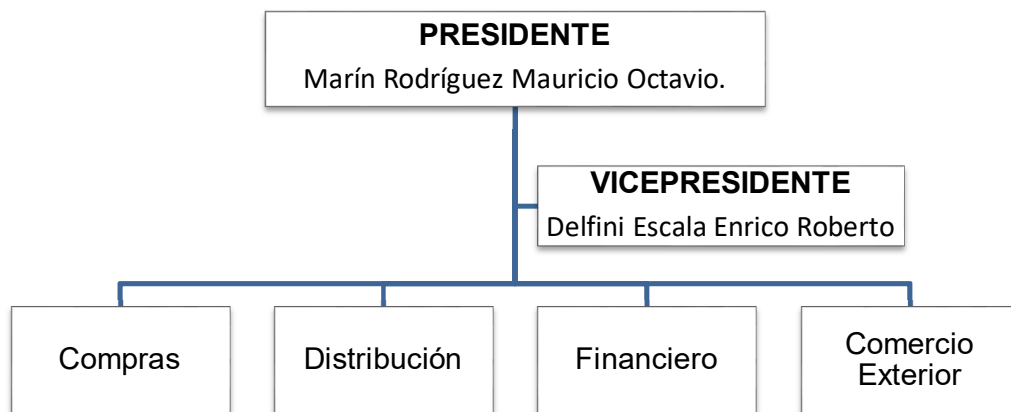 PRESIDENTE
Marín Rodríguez Mauricio Octavio.
VICEPRESIDENTE
Delfini Escala Enrico Roberto
Compras
Distribución
Financiero
Comercio
Exterior